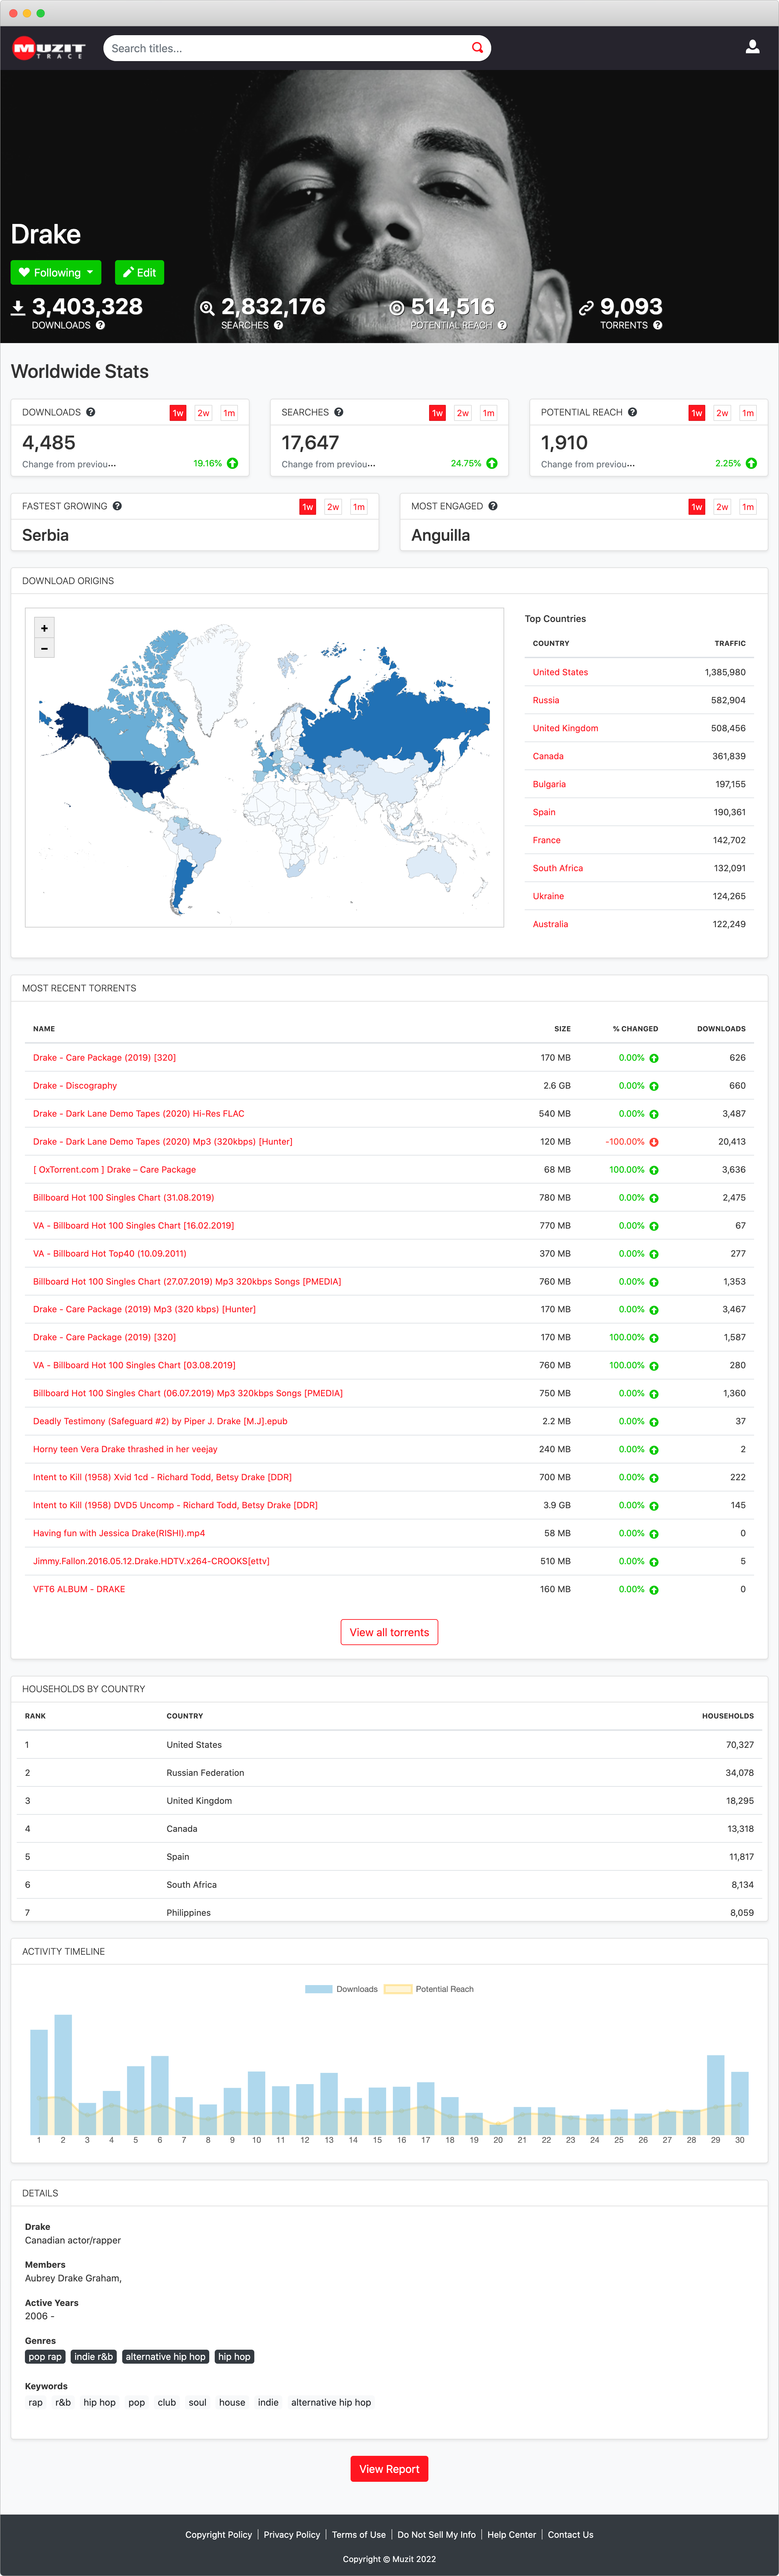 MUZIT
TRACE
Search titles...
Drake
Following
Edit
3,403,328 2,832,176 514,516 9,093
DOWNLOADS SEARCHES POTENTIAL REACH TORRENTS
Worldwide Stats
DOWNLOADS 1w 2w 1m
4,485
Change from previou... 19.16%
SEARCHES 1w 2w 1m
17,647
Change from previou... 24.75%
POTENTIAL REACH 1w 2w 1m
1,910
Change from previou... 2.25%
FASTEST GROWING 1w 2w 1m
Serbia
MOST ENGAGED 1w 2w 1m
Anguilla
DOWNLOAD ORIGINS
+
−
Top Countries
COUNTRY TRAFFIC
United States 1,385,980
Russia 582,904
United Kingdom 508,456
Canada 361,839
Bulgaria 197,155
Spain 190,361
France 142,702
South Africa 132,091
Ukraine 124,265
Australia 122,249
MOST RECENT TORRENTS
NAME SIZE % CHANGED DOWNLOADS
Drake - Care Package (2019) [320] 170 MB 0.00% 626
Drake - Discography 2.6 GB 0.00% 660
Drake - Dark Lane Demo Tapes (2020) Hi-Res FLAC 540 MB 0.00% 3,487
Drake - Dark Lane Demo Tapes (2020) Mp3 (320kbps) [Hunter] 120 MB -100.00% 20,413
[ OxTorrent.com ] Drake – Care Package 68 MB 100.00% 3,636
Billboard Hot 100 Singles Chart (31.08.2019) 780 MB 0.00% 2,475
VA - Billboard Hot 100 Singles Chart [16.02.2019] 770 MB 0.00% 67
VA - Billboard Hot Top40 (10.09.2011) 370 MB 0.00% 277
Billboard Hot 100 Singles Chart (27.07.2019) Mp3 320kbps Songs [PMEDIA] 760 MB 0.00% 1,353
Drake - Care Package (2019) Mp3 (320 kbps) [Hunter] 170 MB 0.00% 3,467
Drake - Care Package (2019) [320] 170 MB 100.00% 1,587
VA - Billboard Hot 100 Singles Chart [03.08.2019] 760 MB 100.00% 280
Billboard Hot 100 Singles Chart (06.07.2019) Mp3 320kbps Songs [PMEDIA] 750 MB 0.00% 1,360
Deadly Testimony (Safeguard #2) by Piper J. Drake [M.J].epub 2.2 MB 0.00% 37
Horny teen Vera Drake thrashed in her veejay 240 MB 0.00% 2
Intent to Kill (1958) Xvid 1cd - Richard Todd, Betsy Drake [DDR] 700 MB 0.00% 222
Intent to Kill (1958) DVD5 Uncomp - Richard Todd, Betsy Drake [DDR] 3.9 GB 0.00% 145
Having fun with Jessica Drake(RISHI).mp4 58 MB 0.00% 0
Jimmy.Fallon.2016.05.12.Drake.HDTV.x264-CROOKS[ettv] 510 MB 0.00% 5
VFT6 ALBUM - DRAKE 160 MB 0.00% 0
View all torrents
HOUSEHOLDS BY COUNTRY
RANK COUNTRY HOUSEHOLDS
1 United States 70,327
2 Russian Federation 34,078
3 United Kingdom 18,295
4 Canada 13,318
5 Spain 11,817
6 South Africa 8,134
7 Philippines 8,059
ACTIVITY TIMELINE
Downloads Potential Reach
1 2 3 4 5 6 7 8 9 10 11 12 13 14 15 16 17 18 19 20 21 22 23 24 25 26 27 28 29 30
DETAILS
Drake
Canadian actor/rapper
Members
Aubrey Drake Graham,
Active Years
2006 -
Genres
pop rap indie r&b alternative hip hop hip hop
Keywords
rap r&b hip hop pop club soul house indie alternative hip hop
View Report
Copyright Policy | Privacy Policy | Terms of Use | Do Not Sell My Info | Help Center | Contact Us
Copyright © Muzit 2022